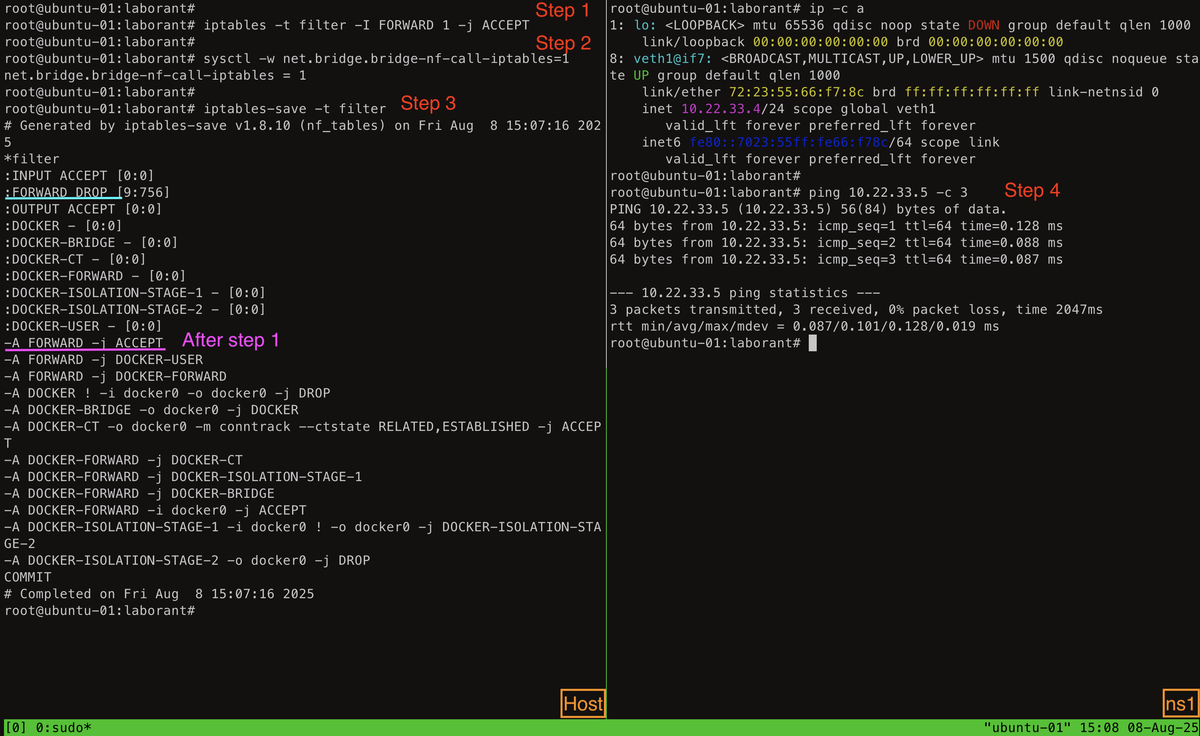 root@ubuntu-01:laborant#
root@ubuntu-01:laborant# iptables -t filter -I FORWARD 1 -j ACCEPT
Step 1
root@ubuntu-01:laborant#
Step 2
root@ubuntu-01:laborant# sysctl -w net.bridge.bridge-nf-call-iptables=1
net.bridge.bridge-nf-call-iptables = 1
root@ubuntu-01:laborant#
root@ubuntu-01:laborant# iptables-save -t filter
Step 3
# Generated by iptables-save v1.8.10 (nf_tables) on Fri Aug  8 15:07:16 202
5
*filter
:INPUT ACCEPT [0:0]
:FORWARD DROP [9:756]
:OUTPUT ACCEPT [0:0]
:DOCKER - [0:0]
:DOCKER-BRIDGE - [0:0]
:DOCKER-CT - [0:0]
:DOCKER-FORWARD - [0:0]
:DOCKER-ISOLATION-STAGE-1 - [0:0]
:DOCKER-ISOLATION-STAGE-2 - [0:0]
:DOCKER-USER - [0:0]
-A FORWARD -j ACCEPT
After step 1
-A FORWARD -j DOCKER-USER
-A FORWARD -j DOCKER-FORWARD
-A DOCKER ! -i docker0 -o docker0 -j DROP
-A DOCKER-BRIDGE -o docker0 -j DOCKER
-A DOCKER-CT -o docker0 -m conntrack --ctstate RELATED,ESTABLISHED -j ACCEP
T
-A DOCKER-FORWARD -j DOCKER-CT
-A DOCKER-FORWARD -j DOCKER-ISOLATION-STAGE-1
-A DOCKER-FORWARD -j DOCKER-BRIDGE
-A DOCKER-FORWARD -i docker0 -j ACCEPT
-A DOCKER-ISOLATION-STAGE-1 -i docker0 ! -o docker0 -j DOCKER-ISOLATION-STA
GE-2
-A DOCKER-ISOLATION-STAGE-2 -o docker0 -j DROP
COMMIT
# Completed on Fri Aug  8 15:07:16 2025
root@ubuntu-01:laborant#
Host
root@ubuntu-01:laborant# ip -c a
1: lo: <LOOPBACK> mtu 65536 qdisc noop state DOWN group default qlen 1000
    link/loopback 00:00:00:00:00:00 brd 00:00:00:00:00:00
8: veth1@if7: <BROADCAST,MULTICAST,UP,LOWER_UP> mtu 1500 qdisc noqueue sta
te UP group default qlen 1000
    link/ether 72:23:55:66:f7:8c brd ff:ff:ff:ff:ff:ff link-netnsid 0
    inet 10.22.33.4/24 scope global veth1
       valid_lft forever preferred_lft forever
    inet6 fe80::7023:55ff:fe66:f78c/64 scope link
       valid_lft forever preferred_lft forever
root@ubuntu-01:laborant#
root@ubuntu-01:laborant# ping 10.22.33.5 -c 3
Step 4
PING 10.22.33.5 (10.22.33.5) 56(84) bytes of data.
64 bytes from 10.22.33.5: icmp_seq=1 ttl=64 time=0.128 ms
64 bytes from 10.22.33.5: icmp_seq=2 ttl=64 time=0.088 ms
64 bytes from 10.22.33.5: icmp_seq=3 ttl=64 time=0.087 ms
--- 10.22.33.5 ping statistics ---
3 packets transmitted, 3 received, 0% packet loss, time 2047ms
rtt min/avg/max/mdev = 0.087/0.101/0.128/0.019 ms
root@ubuntu-01:laborant#
ns1
[0] 0:sudo*
"ubuntu-01" 15:08 08-Aug-25